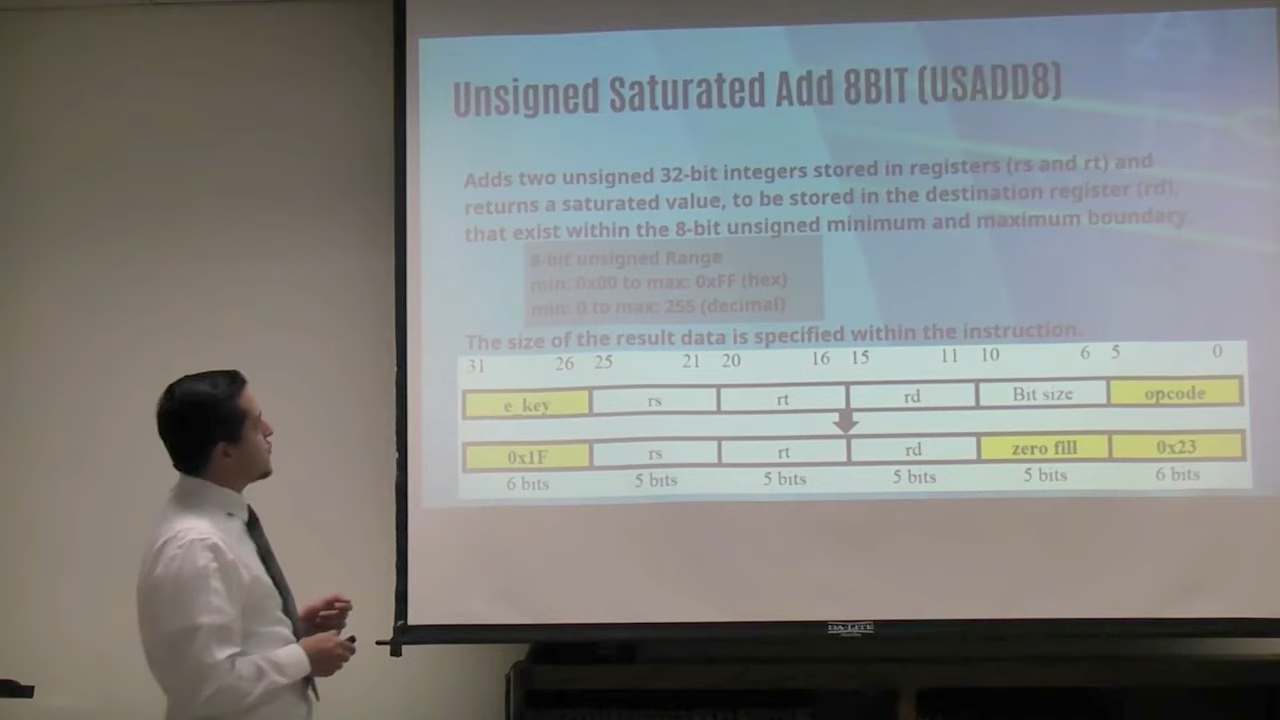 Unsigned Saturated Add 8BIT (USADD8)
Adds two unsigned 32-bit integers stored in registers (rs and rt) and
returns a saturated value, to be stored in the destination register (rd),
that exist within the 8-bit unsigned minimum and maximum boundary.
8-bit unsigned Range
min: 0x00 to max: 0xFF (hex)
min: 0 to max: 255 (decimal)
The size of the result data is specified within the instruction.
31 26 25 21 20 16 15 11 10 6 5 0
e_key rs rt rd Bit size opcode
0x1F rs rt rd zero fill 0x23
6 bits 5 bits 5 bits 5 bits 5 bits 6 bits
DA-LITE